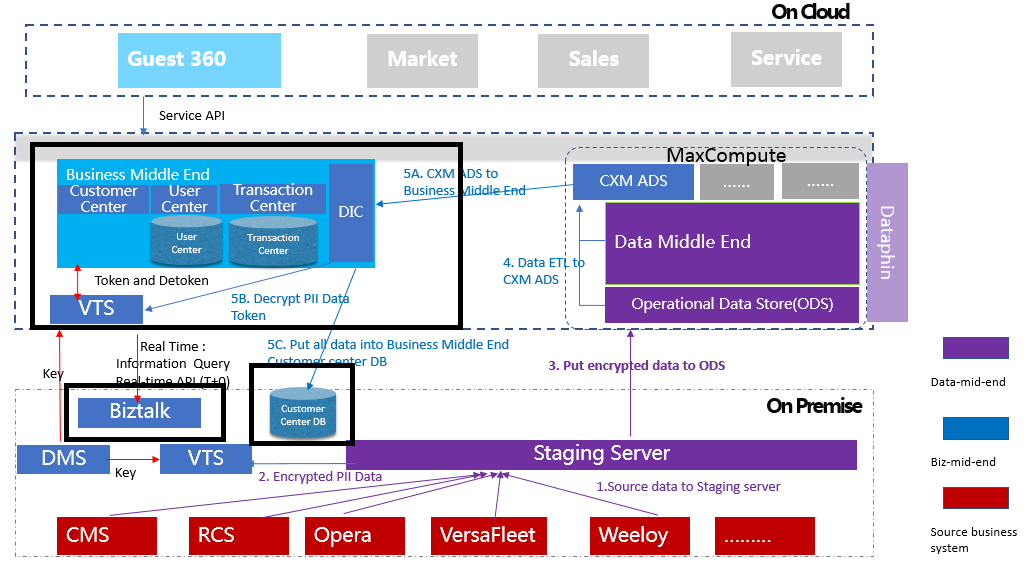 On Cloud
Guest 360
Market
Sales
Service
Service API
MaxCompute
Business Middle End
Customer
Center
User
Center
Transaction
Center
DIC
User
Center
Transaction
Center
5A. CXM ADS to
Business Middle End
CXM ADS
......
......
Data Middle End
Dataphin
4. Data ETL to
CXM ADS
Operational Data Store(ODS)
Token and Detoken
VTS
5B. Decrypt PII Data
Token
5C. Put all data into Business Middle End
Customer center DB
Real Time :
Information Query
Real-time API (T+0)
Key
3. Put encrypted data to ODS
Data-mid-end
On Premise
Biztalk
Customer
Center DB
DMS
Key
VTS
Staging Server
2. Encrypted PII Data
1.Source data to Staging server
Biz-mid-end
CMS
RCS
Opera
VersaFleet
Weeloy
.........
Source business
system